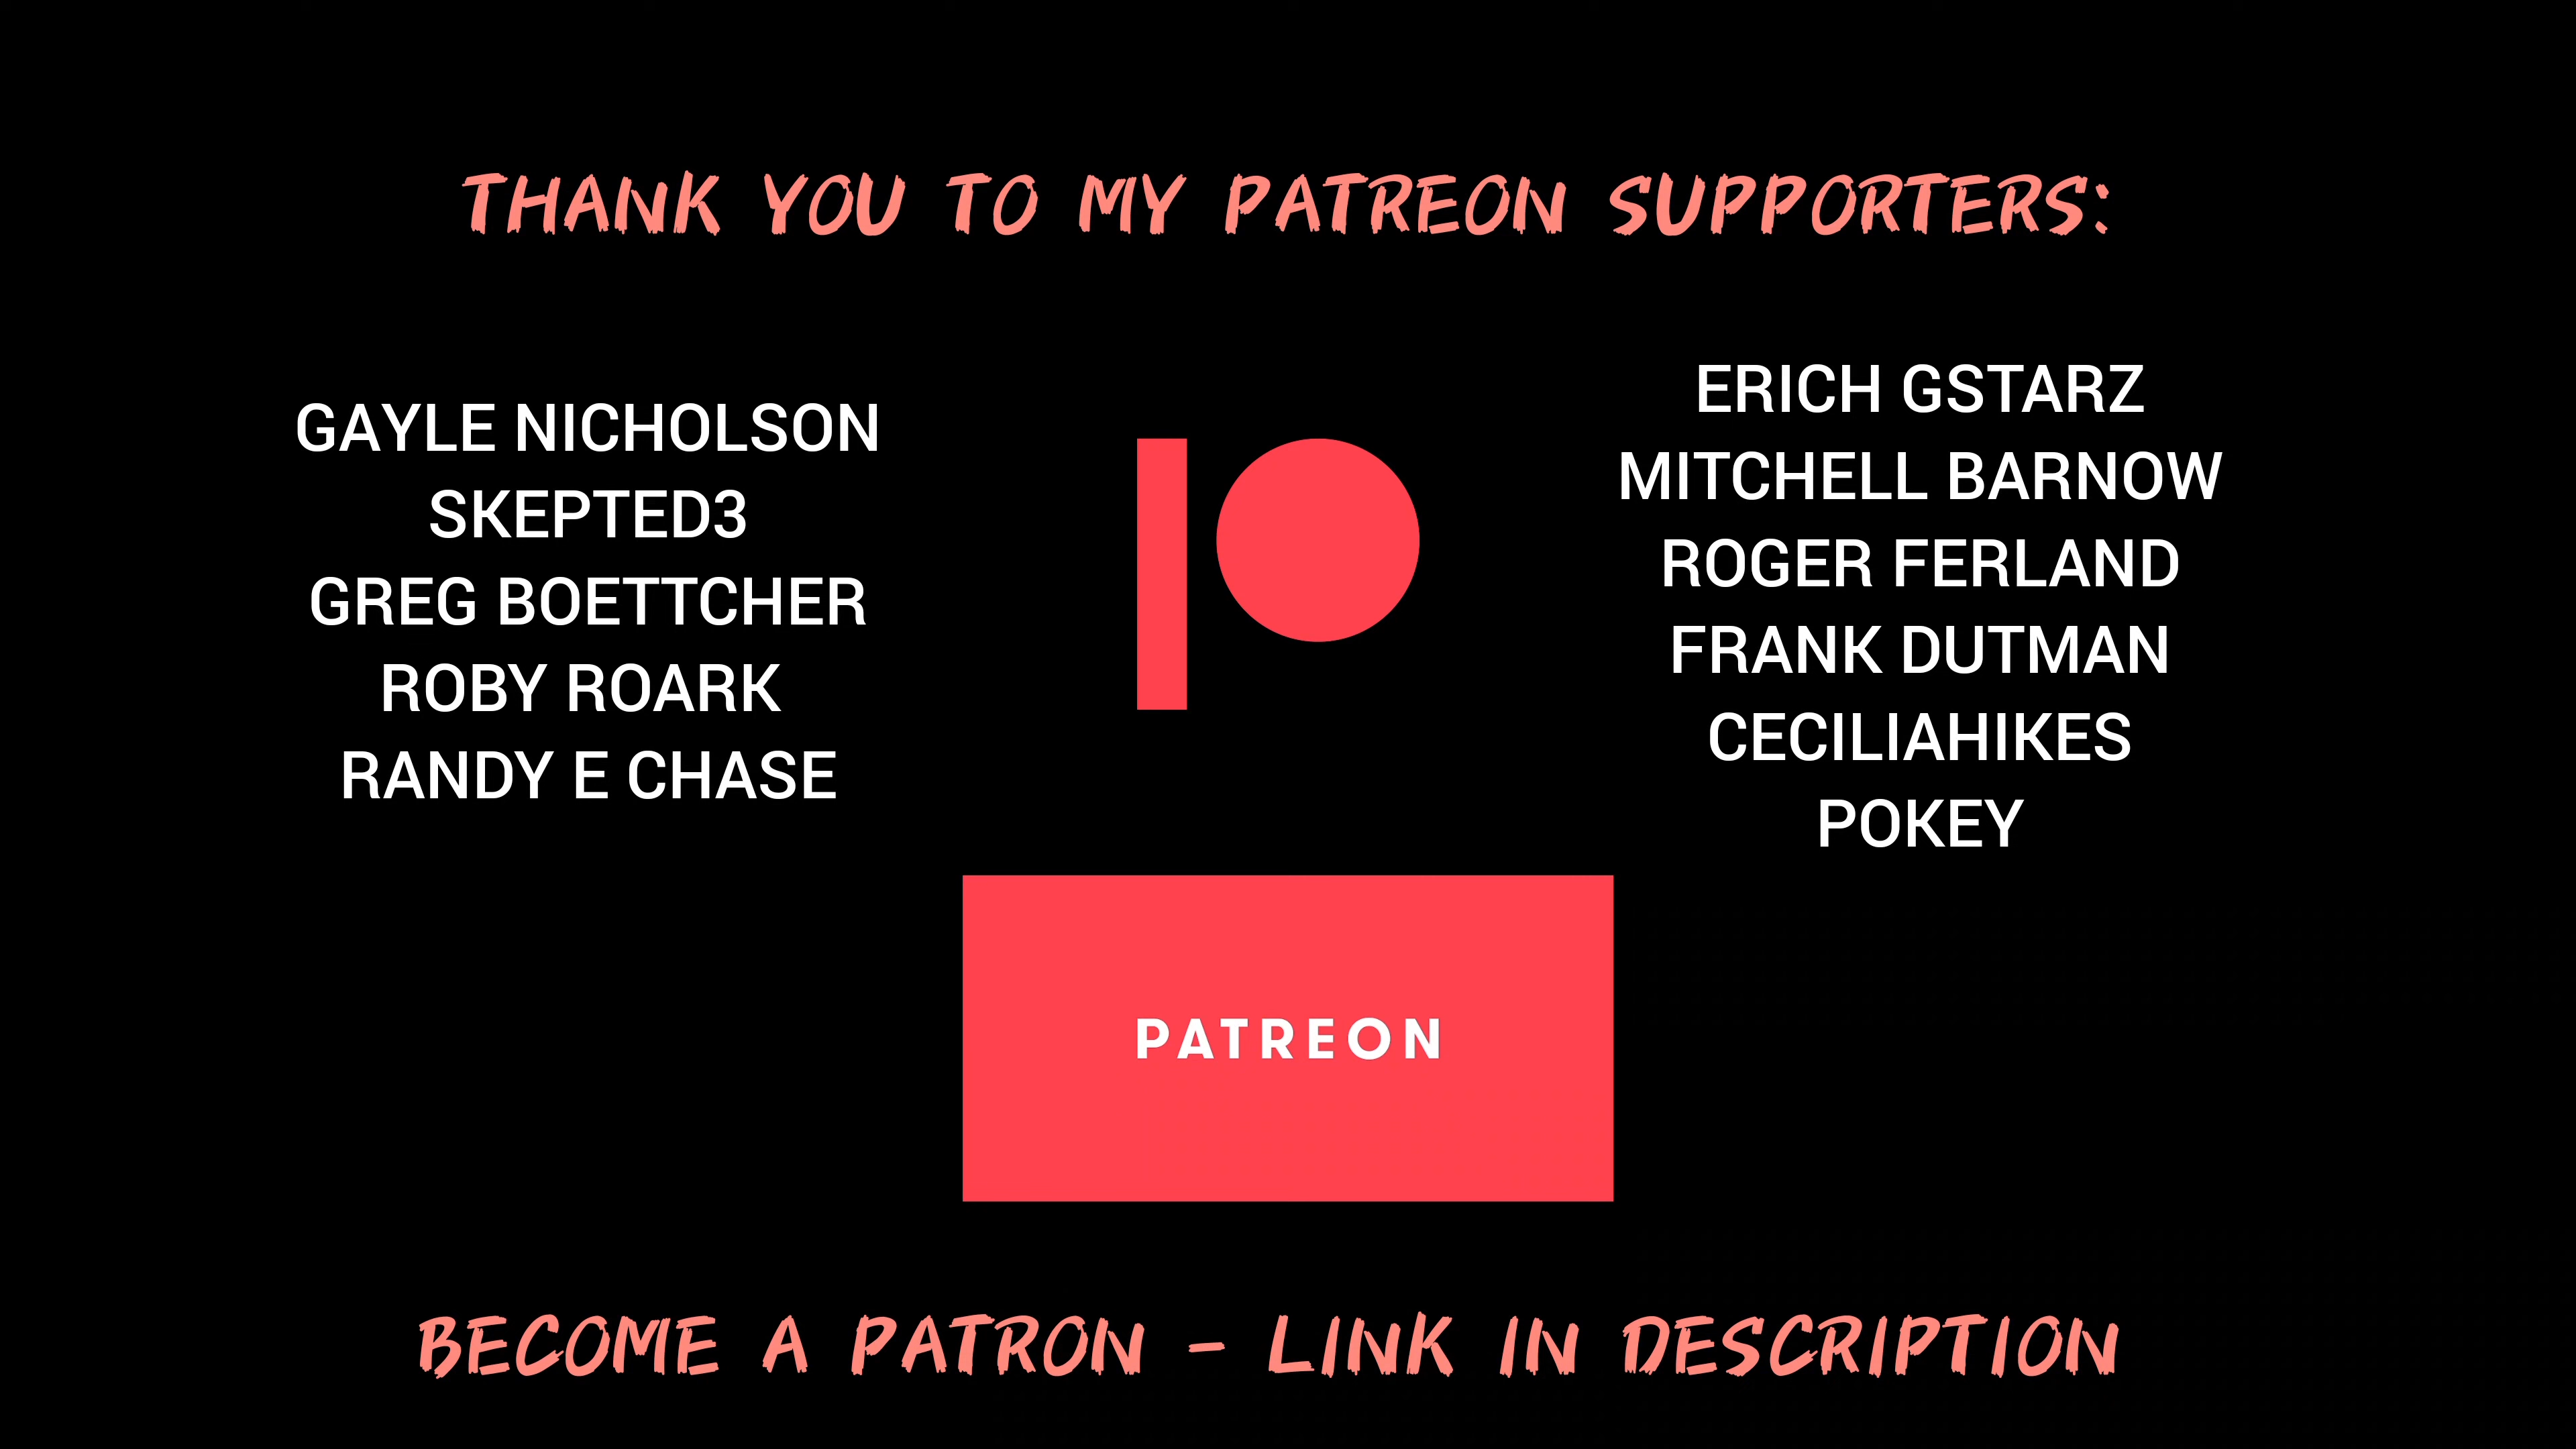 THANK YOU TO MY PATREON SUPPORTERS:
GAYLE NICHOLSON
SKEPTED3
GREG BOETTCHER
ROBY ROARK
RANDY E CHASE
ERICH GSTARZ
MITCHELL BARNOW
ROGER FERLAND
FRANK DUTMAN
CECILIAHIKES
POKEY
PATREON
BECOME A PATRON - LINK IN DESCRIPTION